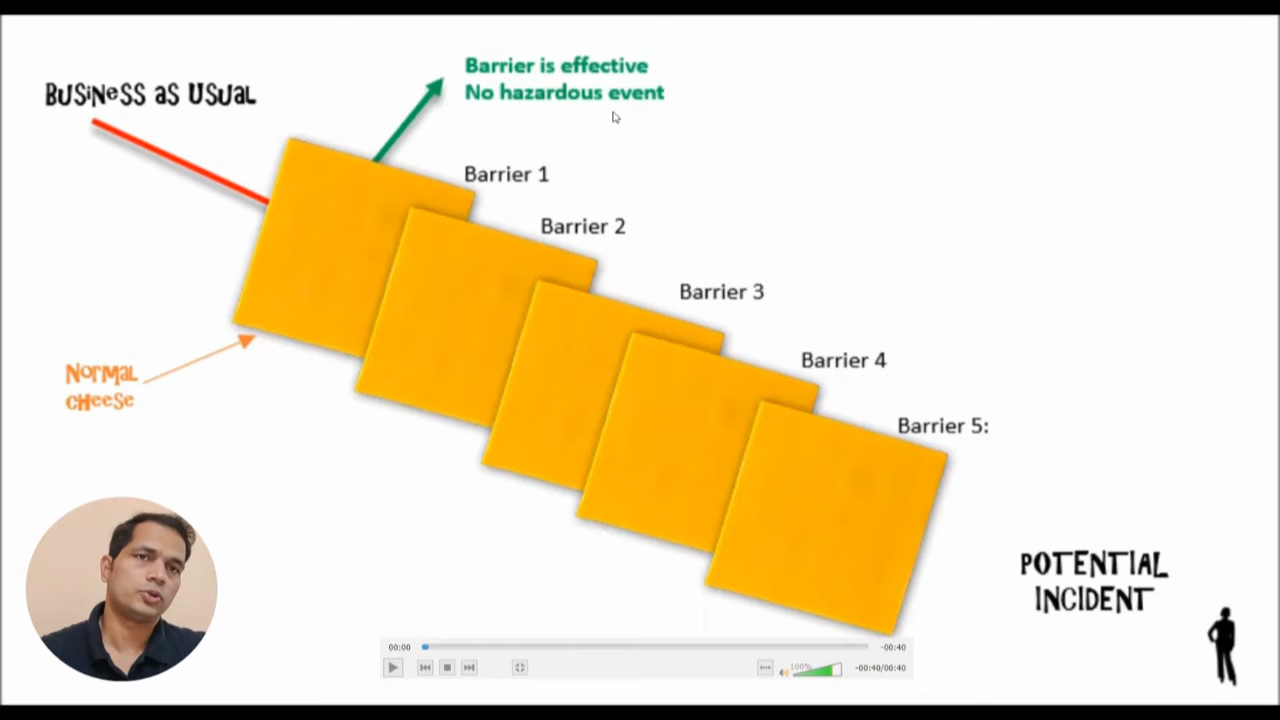 BUSINESS AS USUAL
Barrier is effective
No hazardous event
Barrier 1
Barrier 2
Barrier 3
Barrier 4
Barrier 5:
NORMAL
CHEESE
POTENTIAL
INCIDENT
00:00
-00:40
100%
-00:40/00:40